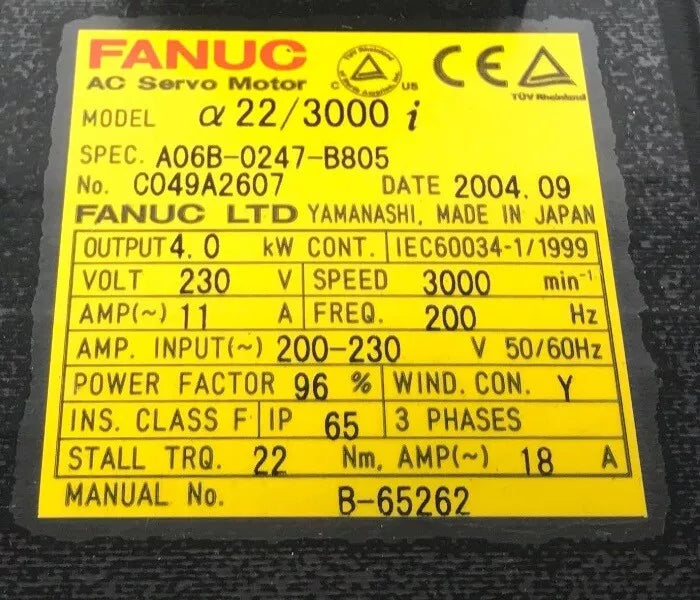 FANUC
AC Servo Motor
C US
CE
TÜV Rheinland
MODEL α22/3000 i
SPEC. A06B-0247-B805
No. C049A2607 DATE 2004.09
FANUC LTD YAMANASHI, MADE IN JAPAN
OUTPUT 4.0 kW CONT. IEC60034-1/1999
VOLT 230 V SPEED 3000 min⁻¹
AMP(~) 11 A FREQ. 200 Hz
AMP. INPUT(~) 200-230 V 50/60Hz
POWER FACTOR 96 % WIND. CON. Y
INS. CLASS F IP 65 3 PHASES
STALL TRQ. 22 Nm, AMP(~) 18 A
MANUAL No. B-65262